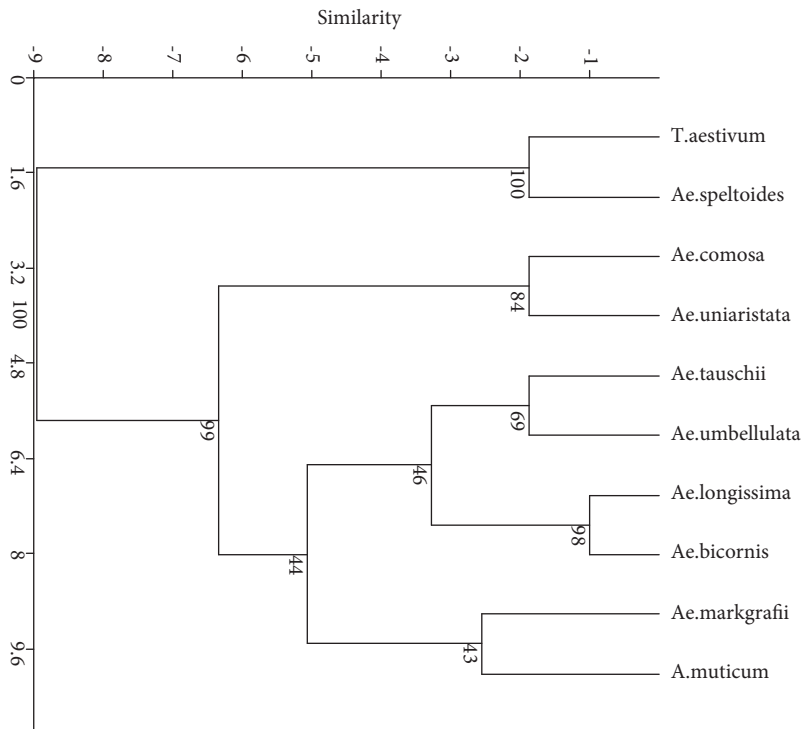 Similarity
-9 -8 -7 -6 -5 -4 -3 -2 -1
0
T.aestivum
1.6
100
Ae.speltoides
Ae.comosa
3.2
84
100
Ae.uniaristata
4.8
Ae.tauschii
69
99
Ae.umbellulata
6.4
46
Ae.longissima
98
8
44
Ae.bicornis
Ae.markgrafii
9.6
43
A.muticum